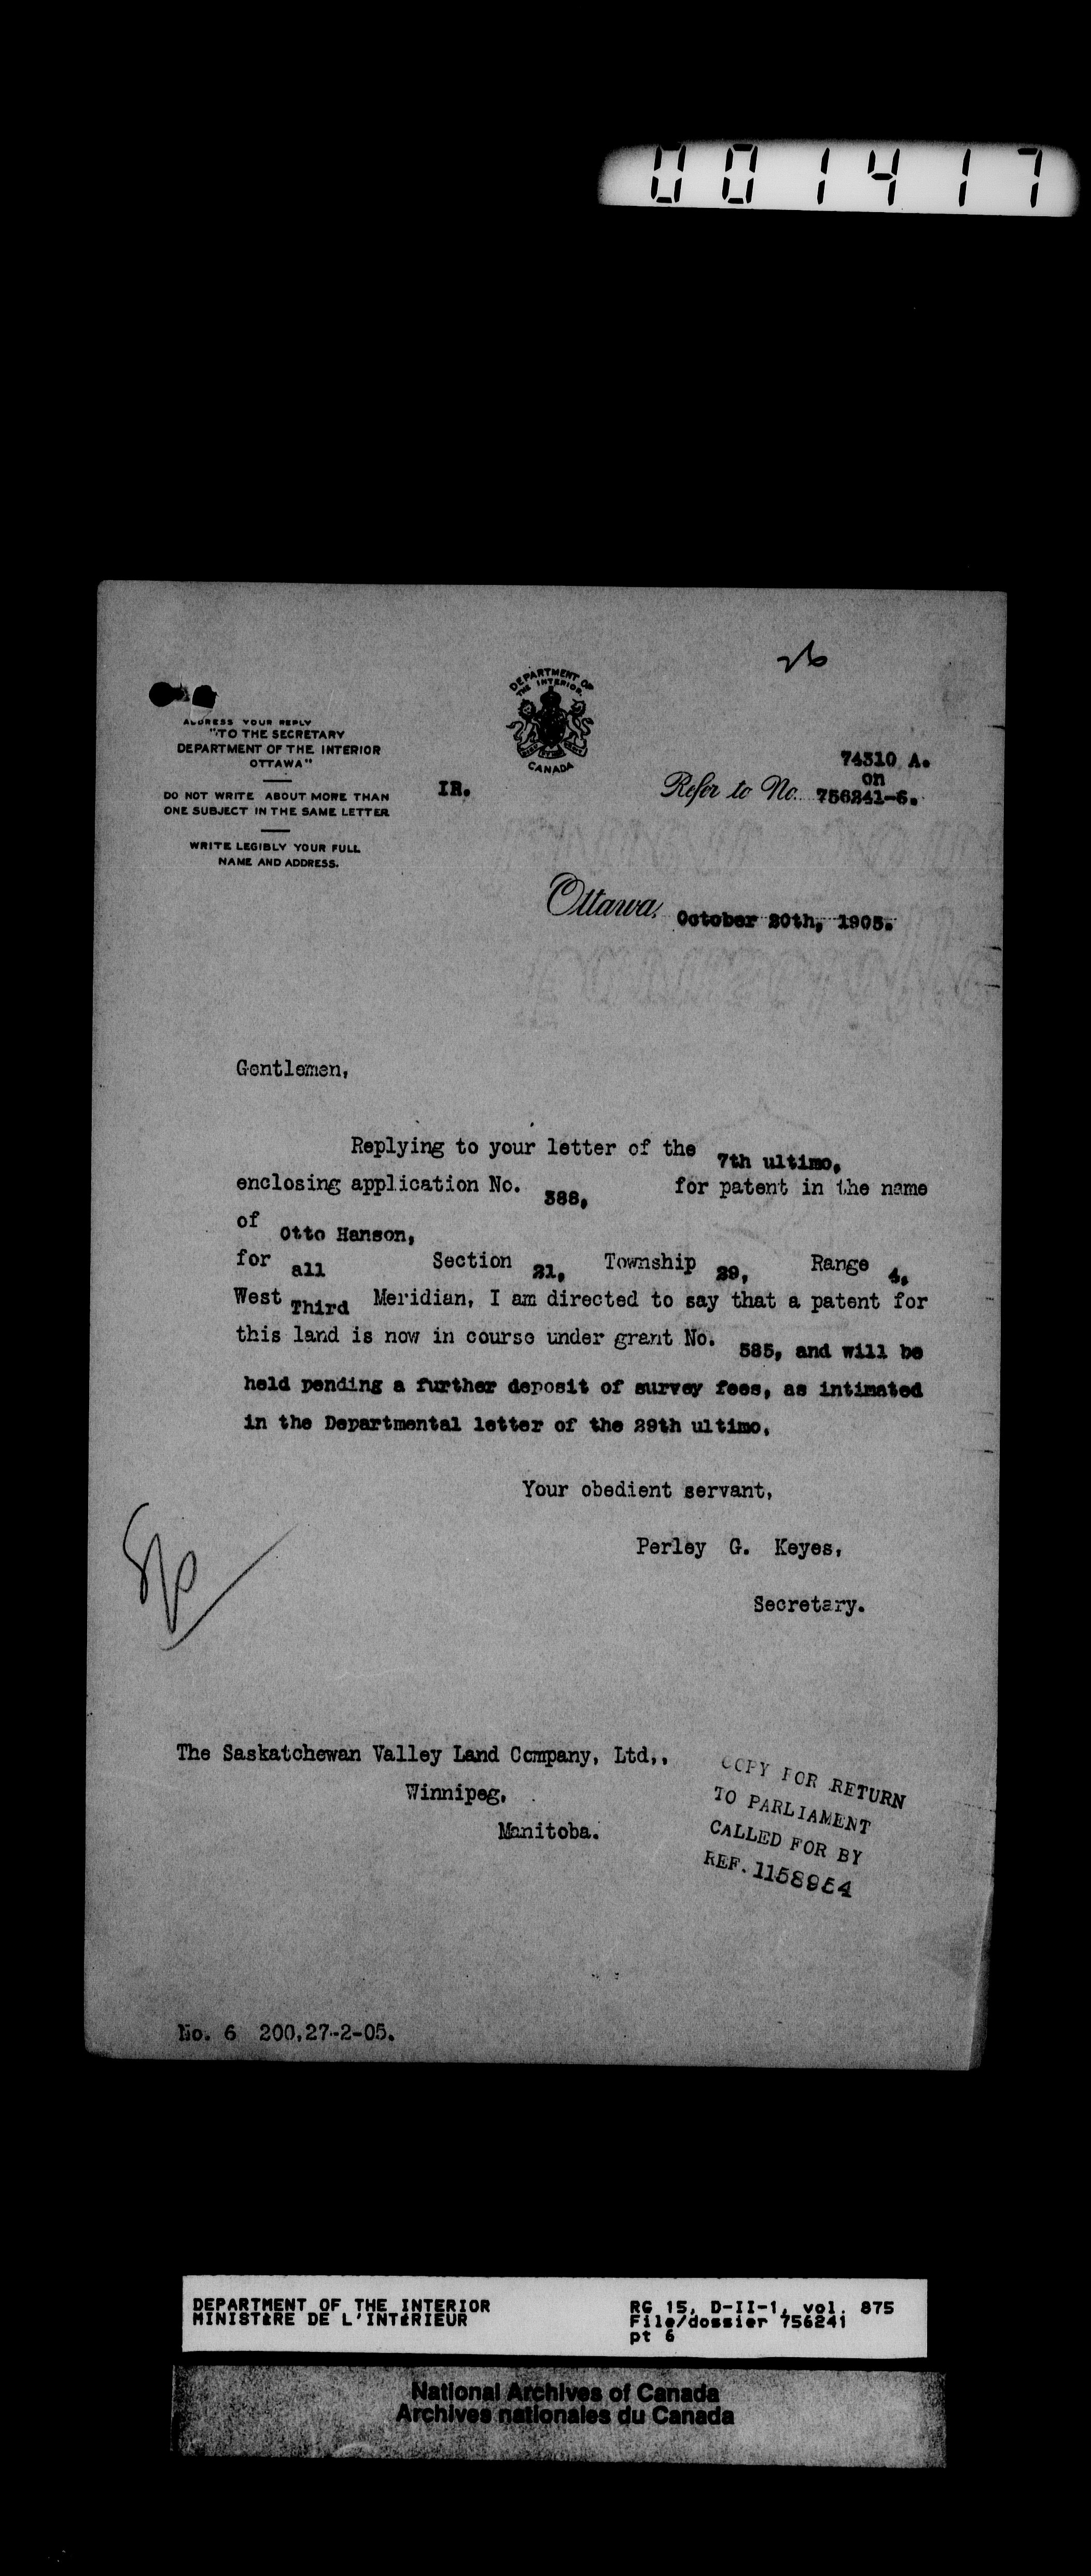 001417
26
DEPARTMENT OF
THE INTERIOR.
CANADA
ADDRESS YOUR REPLY
"TO THE SECRETARY
DEPARTMENT OF THE INTERIOR
OTTAWA"
DO NOT WRITE ABOUT MORE THAN
ONE SUBJECT IN THE SAME LETTER
WRITE LEGIBLY YOUR FULL
NAME AND ADDRESS.
IR.
74310 A.
on
Refer to No. 756241-6.
Ottawa, October 20th, 1905.
Gentlemen,
Replying to your letter of the 7th ultimo,
enclosing application No. 388, for patent in the name
of Otto Hanson,
for all Section 21, Township 29, Range 4,
West Third Meridian, I am directed to say that a patent for
this land is now in course under grant No. 585, and will be
held pending a further deposit of survey fees, as intimated
in the Departmental letter of the 29th ultimo.
Your obedient servant,
Perley G. Keyes,
Secretary.
The Saskatchewan Valley Land Company, Ltd.,
Winnipeg,
Manitoba.
COPY FOR RETURN
TO PARLIAMENT
CALLED FOR BY
REF. 1158954
No. 6 200,27-2-05.
DEPARTMENT OF THE INTERIOR
MINISTÈRE DE L'INTÉRIEUR
RG 15, D-II-1, vol. 875
File/dossier 756241
pt 6
National Archives of Canada
Archives nationales du Canada